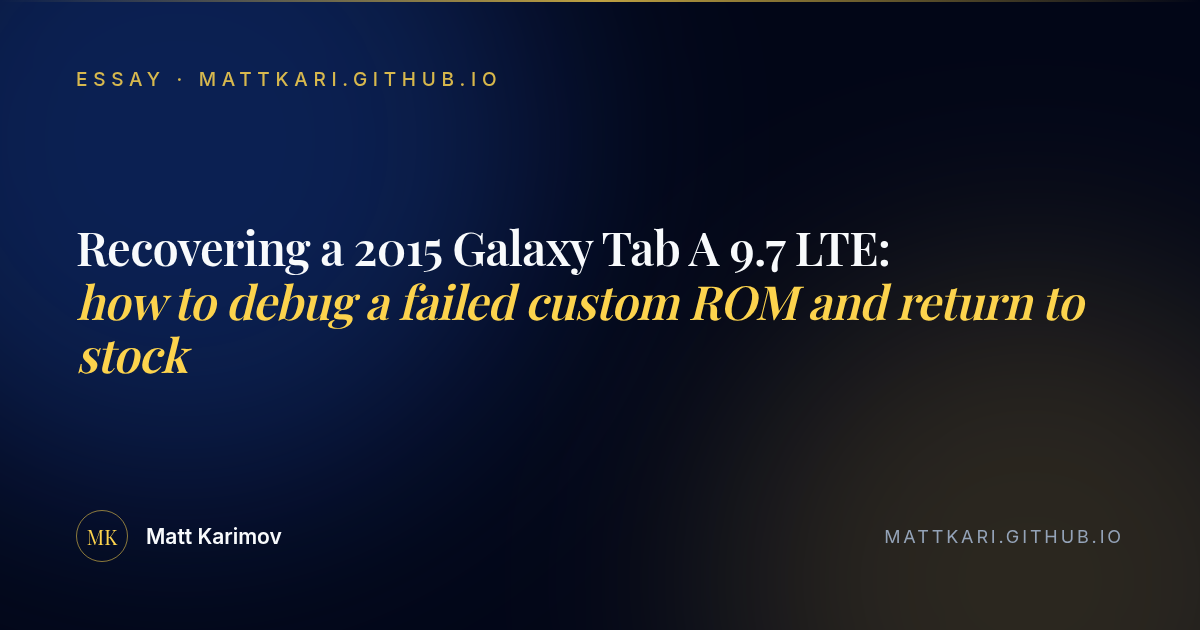 ESSAY · MATTKARI.GITHUB.IO
Recovering a 2015 Galaxy Tab A 9.7 LTE:
how to debug a failed custom ROM and return to
stock
MK
Matt Karimov
MATTKARI.GITHUB.IO